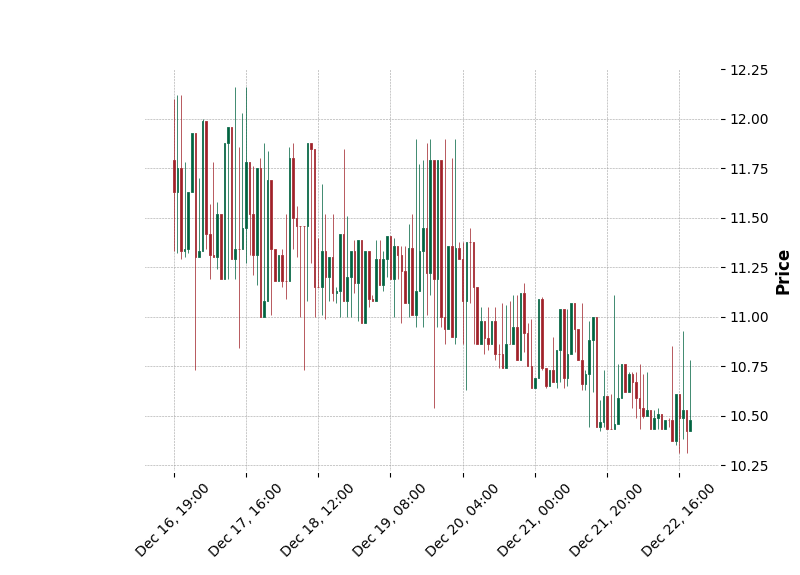 12.25
12.00
11.75
11.50
11.25
11.00
10.75
10.50
10.25
Price
Dec 16, 19:00
Dec 17, 16:00
Dec 18, 12:00
Dec 19, 08:00
Dec 20, 04:00
Dec 21, 00:00
Dec 21, 20:00
Dec 22, 16:00